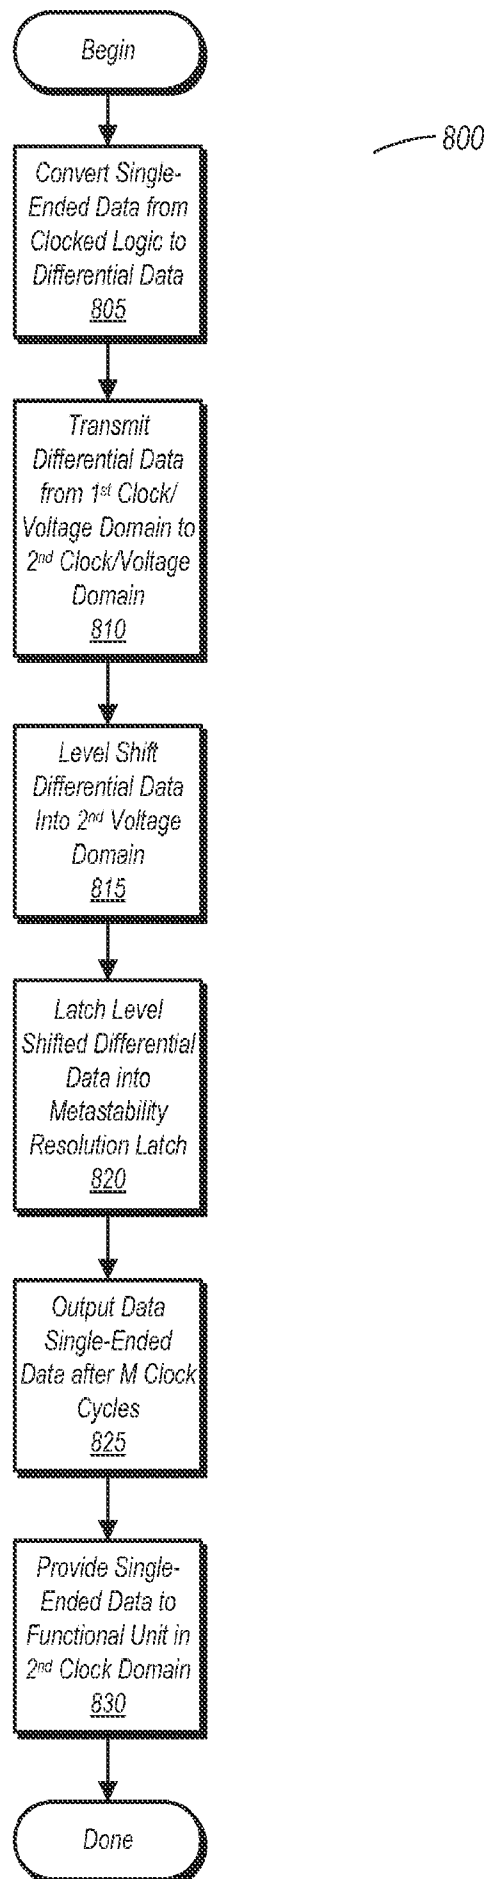 Begin
800
Convert Single-
Ended Data from
Clocked Logic to
Differential Data
805
Transmit
Differential Data
from 1st Clock/
Voltage Domain to
2nd Clock/Voltage
Domain
810
Level Shift
Differential Data
Into 2nd Voltage
Domain
815
Latch Level
Shifted Differential
Data into
Metastability
Resolution Latch
820
Output Data
Single-Ended
Data after M Clock
Cycles
825
Provide Single-
Ended Data to
Functional Unit in
2nd Clock Domain
830
Done